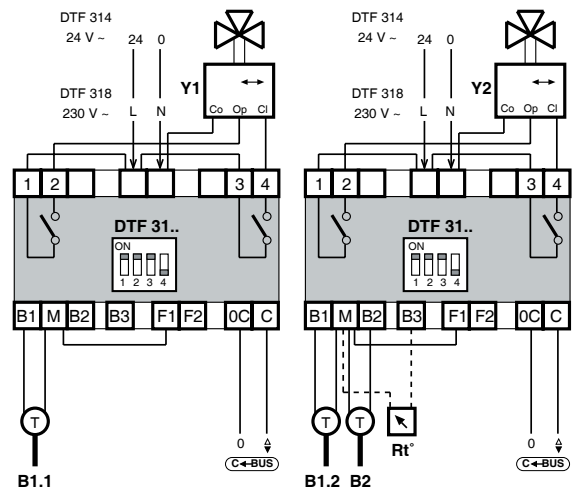 DTF 314
24 V ~
24 0
DTF 318
230 V ~
L N
Y1
Co Op Cl
1 2 3 4
DTF 31..
ON
1 2 3 4
B1 M B2 B3 F1 F2 0C C
T
0
C BUS
B1.1
DTF 314
24 V ~
24 0
DTF 318
230 V ~
L N
Y2
Co Op Cl
1 2 3 4
DTF 31..
ON
1 2 3 4
B1 M B2 B3 F1 F2 0C C
T T
Rt°
0
C BUS
B1.2 B2